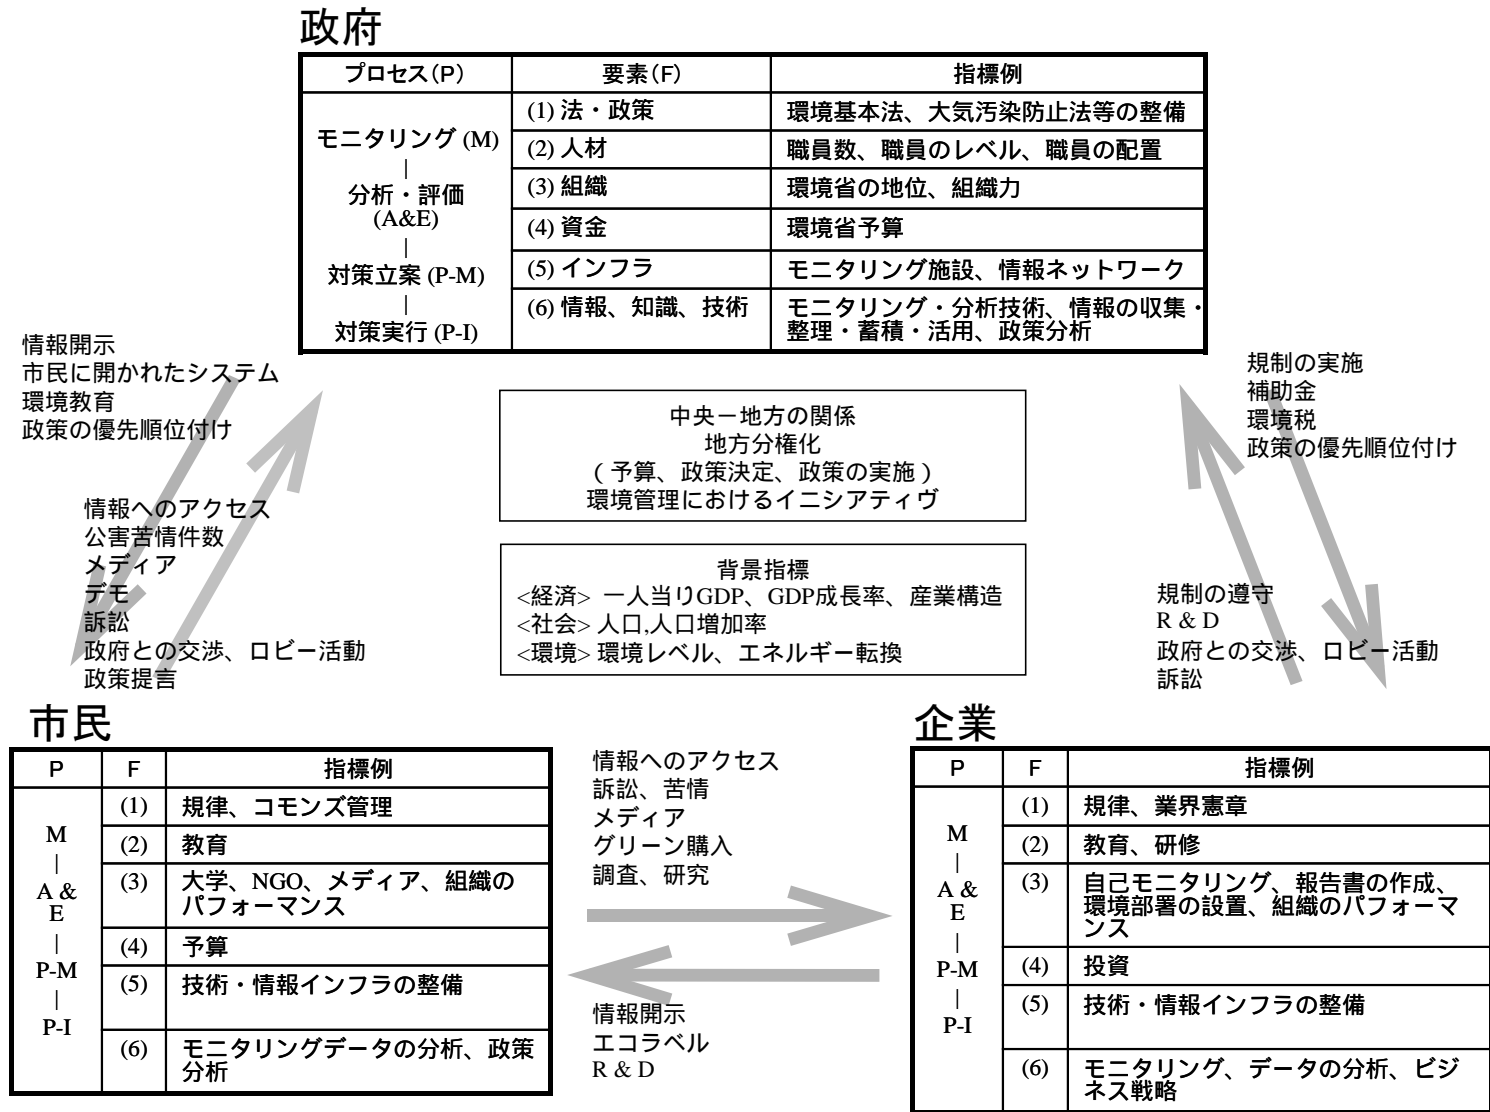 政府
プロセス(P) 要素(F) 指標例
モニタリング (M)
|
分析・評価
(A&E)
|
対策立案 (P-M)
|
対策実行 (P-I)
(1) 法・政策 環境基本法、大気汚染防止法等の整備
(2) 人材 職員数、職員のレベル、職員の配置
(3) 組織 環境省の地位、組織力
(4) 資金 環境省予算
(5) インフラ モニタリング施設、情報ネットワーク
(6) 情報、知識、技術 モニタリング・分析技術、情報の収集・
整理・蓄積・活用、政策分析
情報開示
市民に開かれたシステム
環境教育
政策の優先順位付け
情報へのアクセス
公害苦情件数
メディア
デモ
訴訟
政府との交渉、ロビー活動
政策提言
中央－地方の関係
地方分権化
( 予算、政策決定、政策の実施 )
環境管理におけるイニシアティヴ
背景指標
<経済> 一人当りGDP、GDP成長率、産業構造
<社会> 人口,人口増加率
<環境> 環境レベル、エネルギー転換
規制の実施
補助金
環境税
政策の優先順位付け
規制の遵守
R & D
政府との交渉、ロビー活動
訴訟
市民
P F 指標例
M
|
A &
E
|
P-M
|
P-I
(1) 規律、コモンズ管理
(2) 教育
(3) 大学、NGO、メディア、組織の
パフォーマンス
(4) 予算
(5) 技術・情報インフラの整備
(6) モニタリングデータの分析、政策
分析
情報へのアクセス
訴訟、苦情
メディア
グリーン購入
調査、研究
情報開示
エコラベル
R & D
企業
P F 指標例
M
|
A &
E
|
P-M
|
P-I
(1) 規律、業界憲章
(2) 教育、研修
(3) 自己モニタリング、報告書の作成、
環境部署の設置、組織のパフォーマ
ンス
(4) 投資
(5) 技術・情報インフラの整備
(6) モニタリング、データの分析、ビジ
ネス戦略